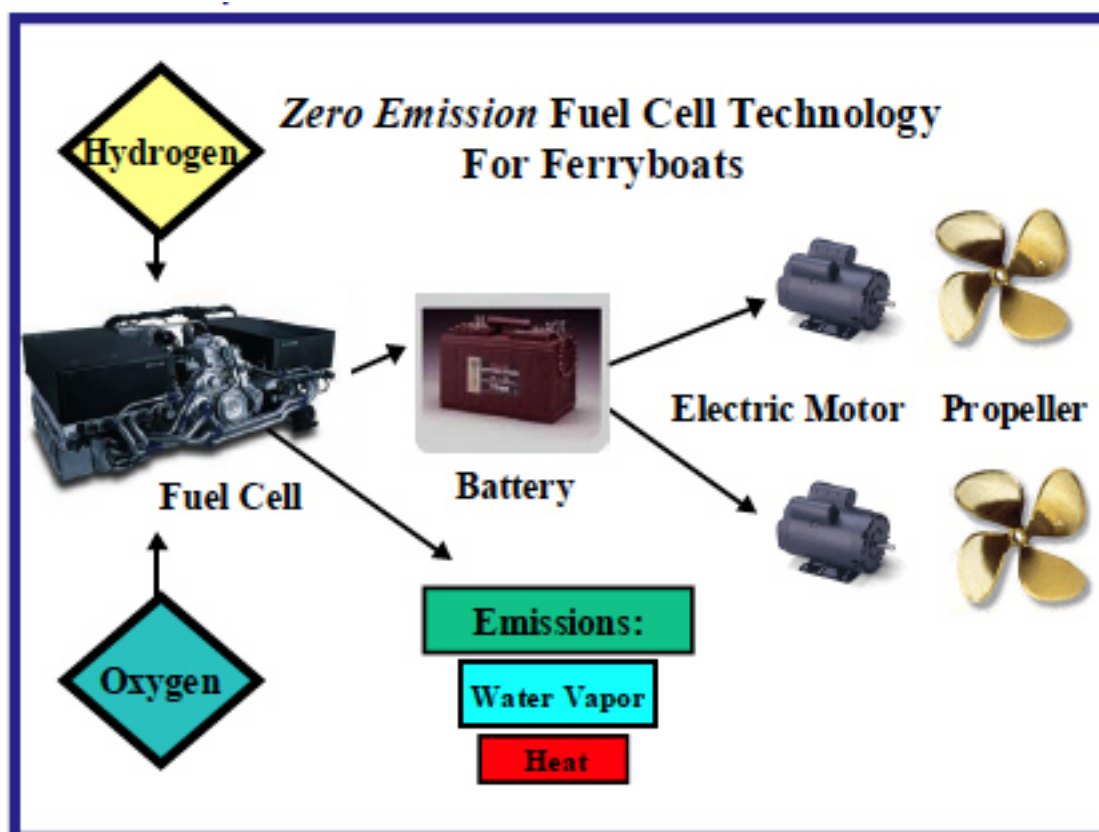 Zero Emission Fuel Cell Technology
For Ferryboats
Hydrogen
Electric Motor
Propeller
Fuel Cell
Battery
Oxygen
Emissions:
Water Vapor
Heat